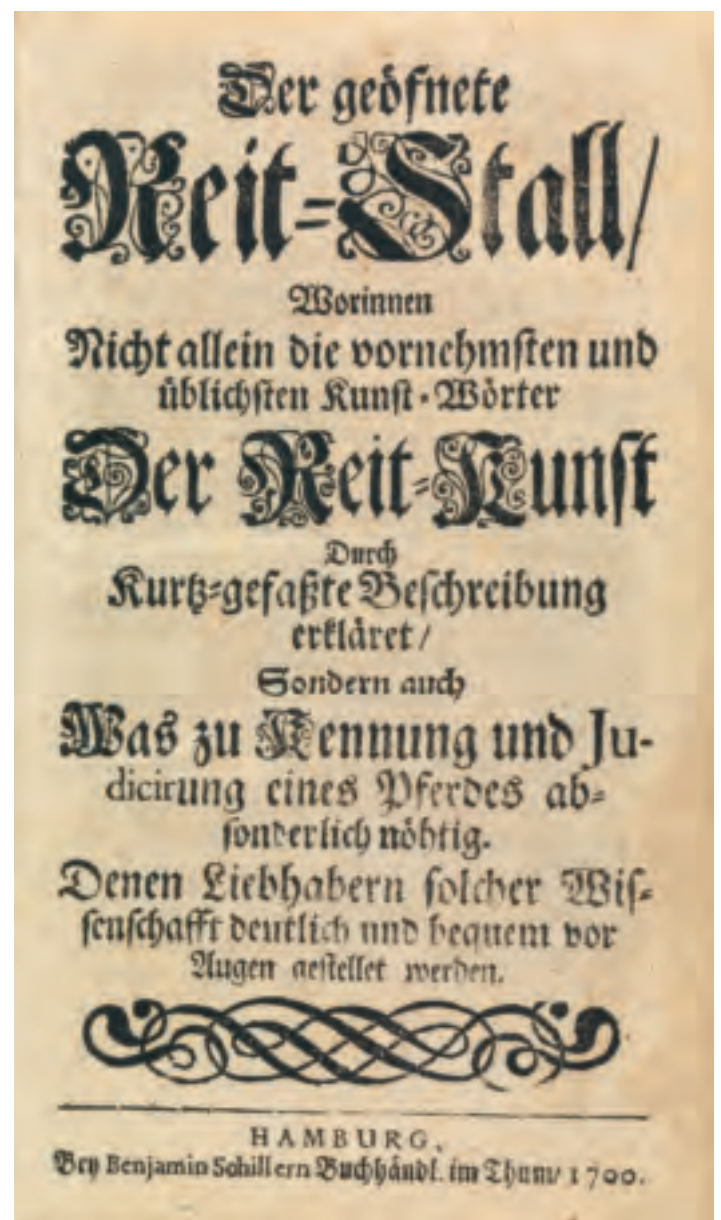 Der geöfnete
Reit-Stall/
Worinnen
Nicht allein die vornehmsten und
üblichsten Kunst-Wörter
Der Reit-Kunst
Durch
Kurtz-gefaßte Beschreibung
erkläret/
Sondern auch
Was zu Kennung und Ju-
dicirung eines Pferdes ab-
sonderlich nöhtig.
Denen Liebhabern solcher Wis-
senschafft deutlich und bequem vor
Augen gestellet werden.
HAMBURG,
Bey Benjamin Schillern Buchhändl. im Thum/ 1700.